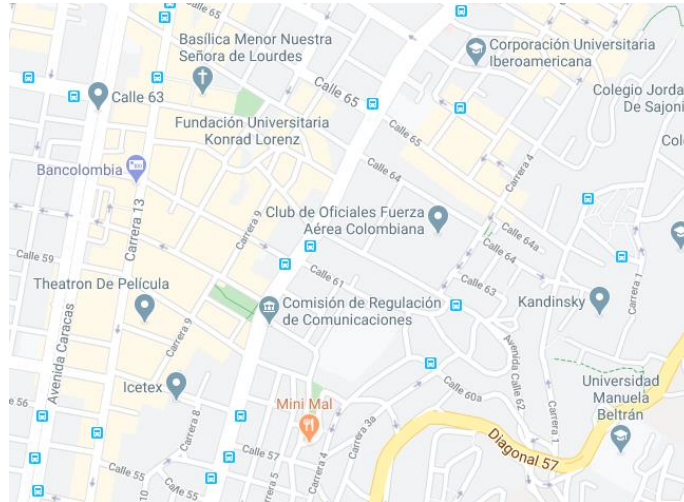 Basílica Menor Nuestra
Señora de Lourdes
Corporación Universitaria
Iberoamericana
Calle 63
Calle 65
Colegio Jorda
De Sajoni
Fundación Universitaria
Konrad Lorenz
Calle 65
Col
Bancolombia
Calle 64
Carrera 4
Carrera 13
Carrera 9
Club de Oficiales Fuerza
Aérea Colombiana
Calle 59
Calle 64a
Calle 64
Calle 61
Calle 63
Carrera 1
Theatron De Película
Comisión de Regulación
de Comunicaciones
Kandinsky
Avenida Caracas
Carrera 9
Avenida Calle 62
Icetex
Calle 60a
Universidad
Manuela
Beltrán
56
Mini Mal
Carrera 8
Carrera 3a
Carrera 1
Diagonal 57
Calle 57
Calle 55
Calle 55
Carrera 5
Carrera 4
10